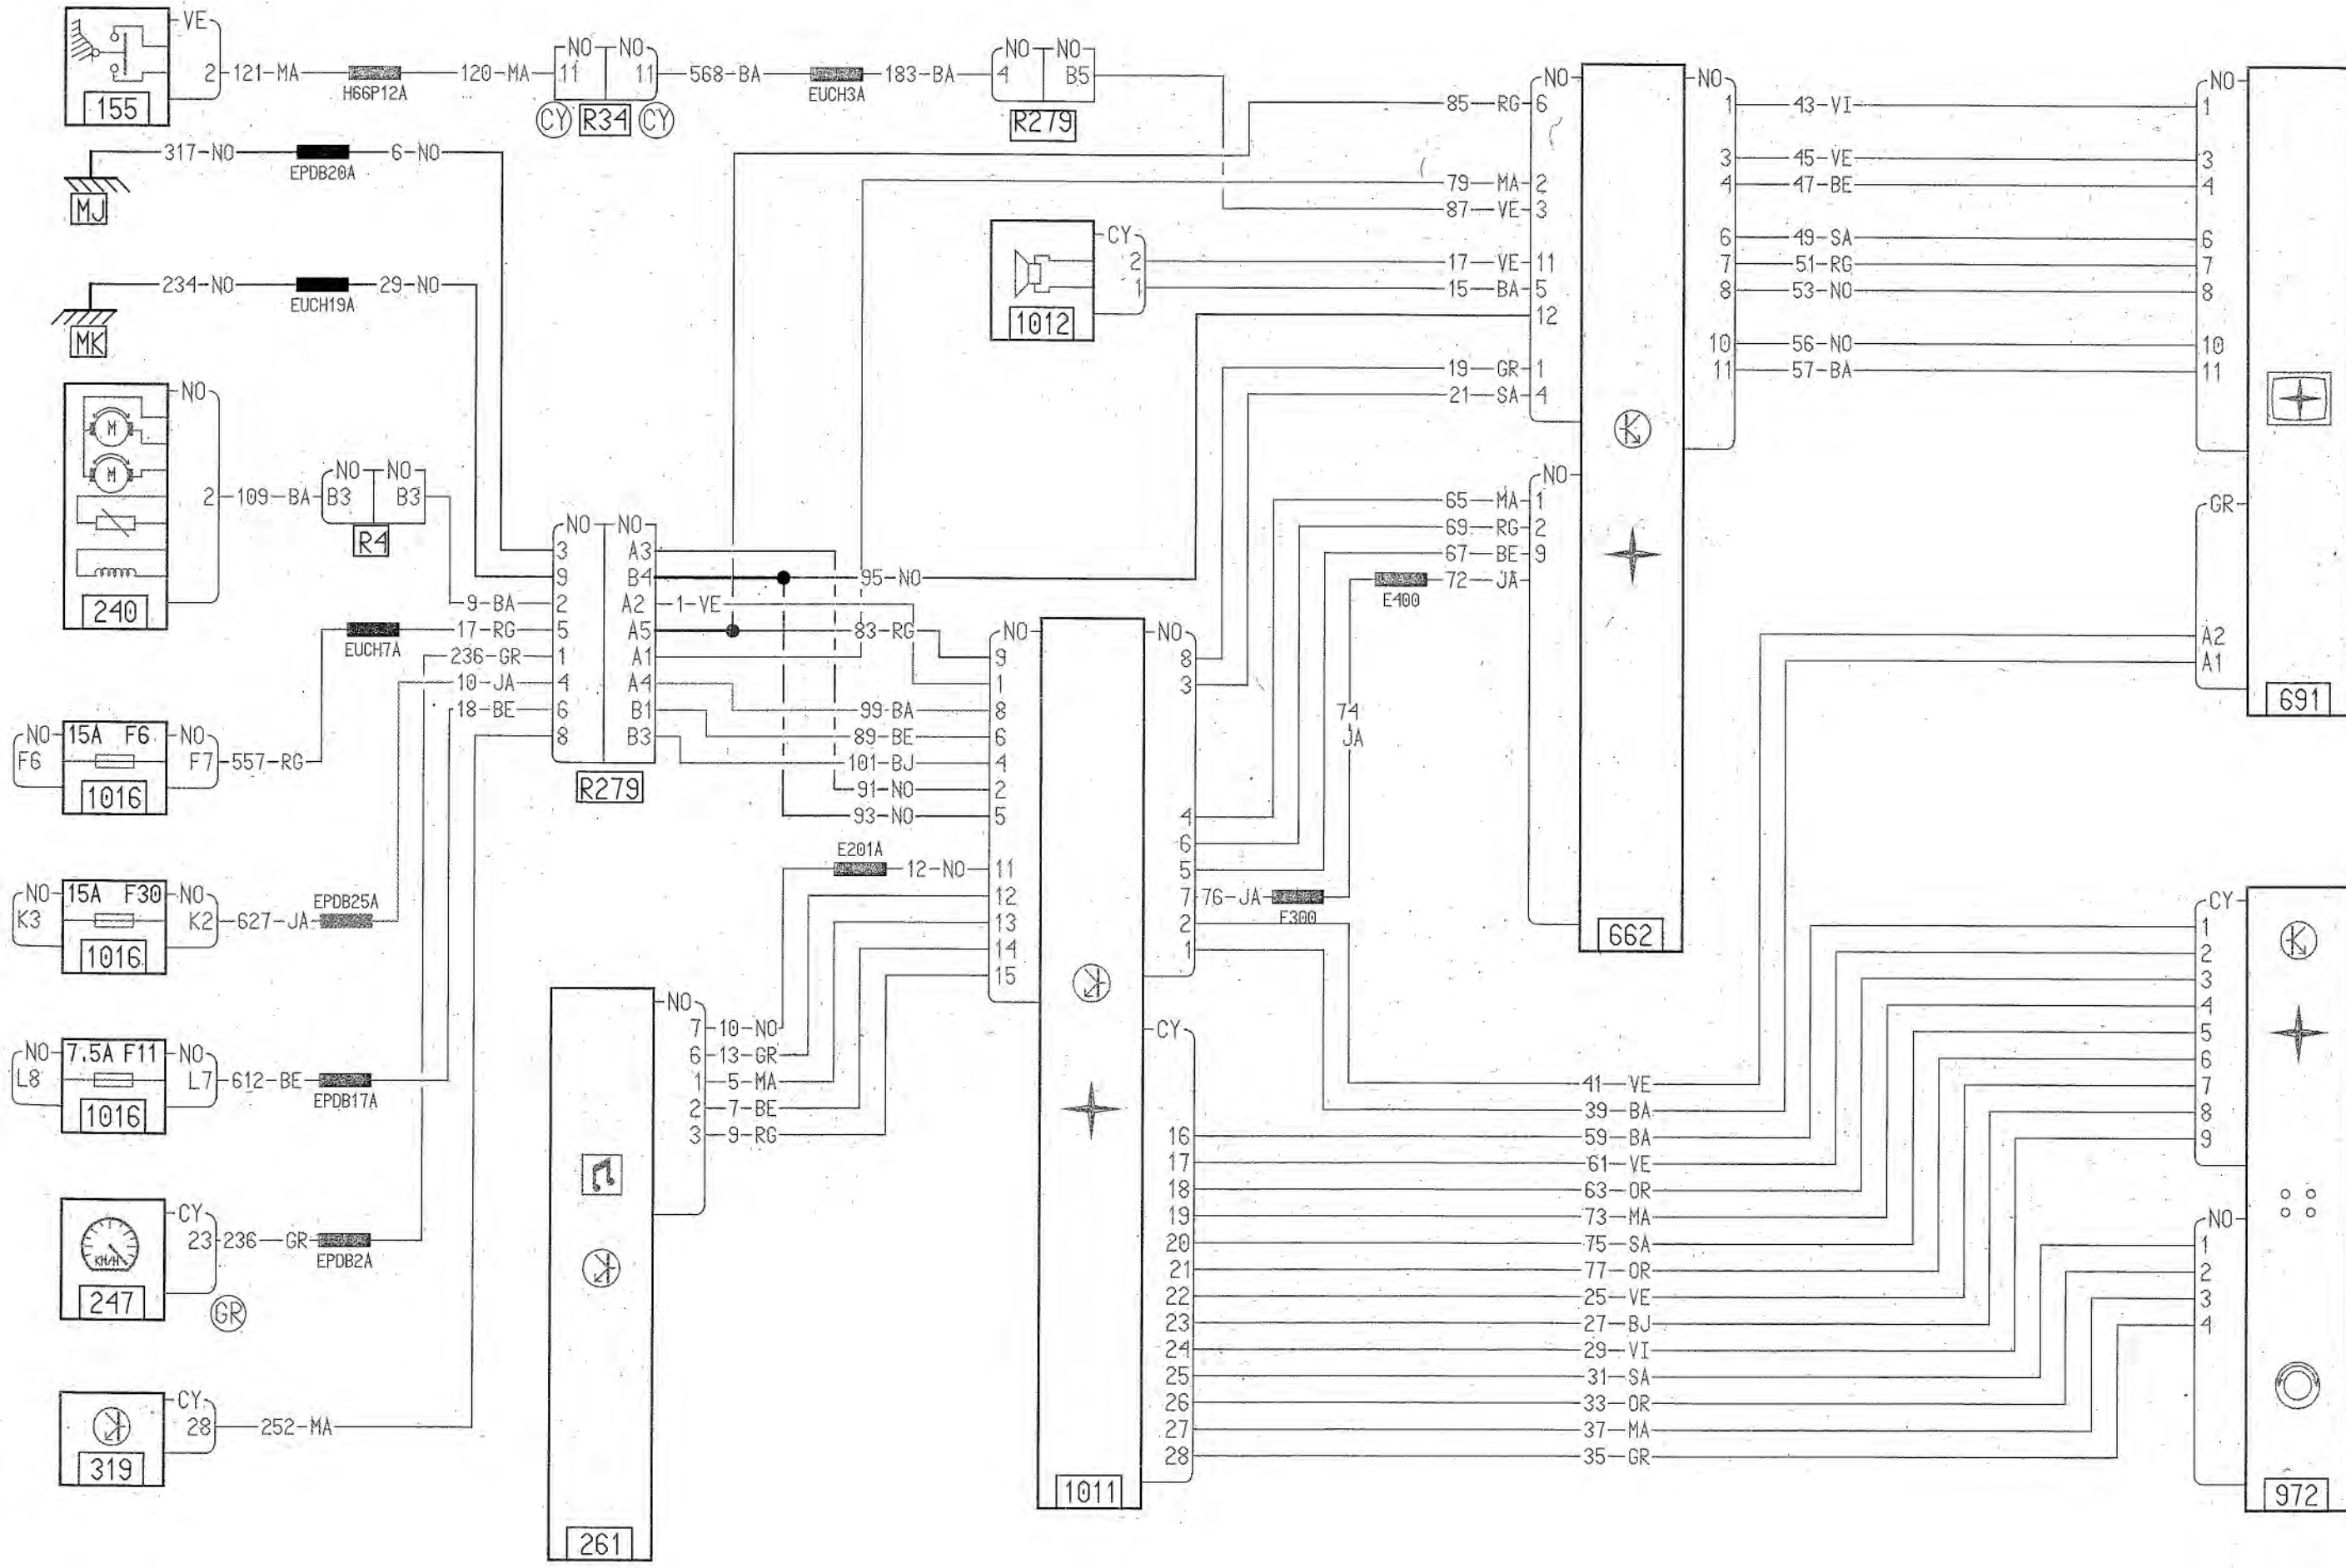 VE
2 121-MA H66P12A 120-MA
155
NO NO
11 11
CY R34 CY
568-BA EUCH3A 183-BA
NO NO
4 B5
R279
317-NO EPDB20A 6-NO
MJ
234-NO EUCH19A 29-NO
MK
NO
M
M
2 109-BA
240
NO NO
B3 B3
R4
9-BA
EUCH7A 17-RG
236-GR
10-JA
18-BE
NO NO
3 A3
9 B4
2 A2
5 A5
1 A1
4 A4
6 B1
8 B3
R279
NO 15A F6 NO
F6 F7 557-RG
1016
NO 15A F30 NO
K3 K2 627-JA EPDB25A
1016
NO 7.5A F11 NO
L8 L7 612-BE EPDB17A
1016
CY
KM/H
23 236-GR EPDB2A
247
GR
CY
28 252-MA
319
NO
7 10-NO
6 13-GR
1 5-MA
2 7-BE
3 9-RG
261
95-NO
1-VE
83-RG
99-BA
89-BE
101-BJ
91-NO
93-NO
E201A 12-NO
NO
9
1
8
6
4
2
5
11
12
13
14
15
1011
NO
8
3
4
6
5
7 76-JA E300
2
1
CY
16
17
18
19
20
21
22
23
24
25
26
27
28
CY
2
1
1012
NO
85-RG 6
79-MA 2
87-VE 3
17-VE 11
15-BA 5
12
19-GR 1
21-SA 4
NO
65-MA 1
69-RG 2
67-BE 9
E400 72-JA
74
JA
662
NO
1 43-VI
3 45-VE
4 47-BE
6 49-SA
7 51-RG
8 53-NO
10 56-NO
11 57-BA
NO
1
3
4
6
7
8
10
11
GR
A2
A1
691
41-VE
39-BA
59-BA
61-VE
63-OR
73-MA
75-SA
77-OR
25-VE
27-BJ
29-VI
31-SA
33-OR
37-MA
35-GR
CY
1
2
3
4
5
6
7
8
9
NO
1
2
3
4
972